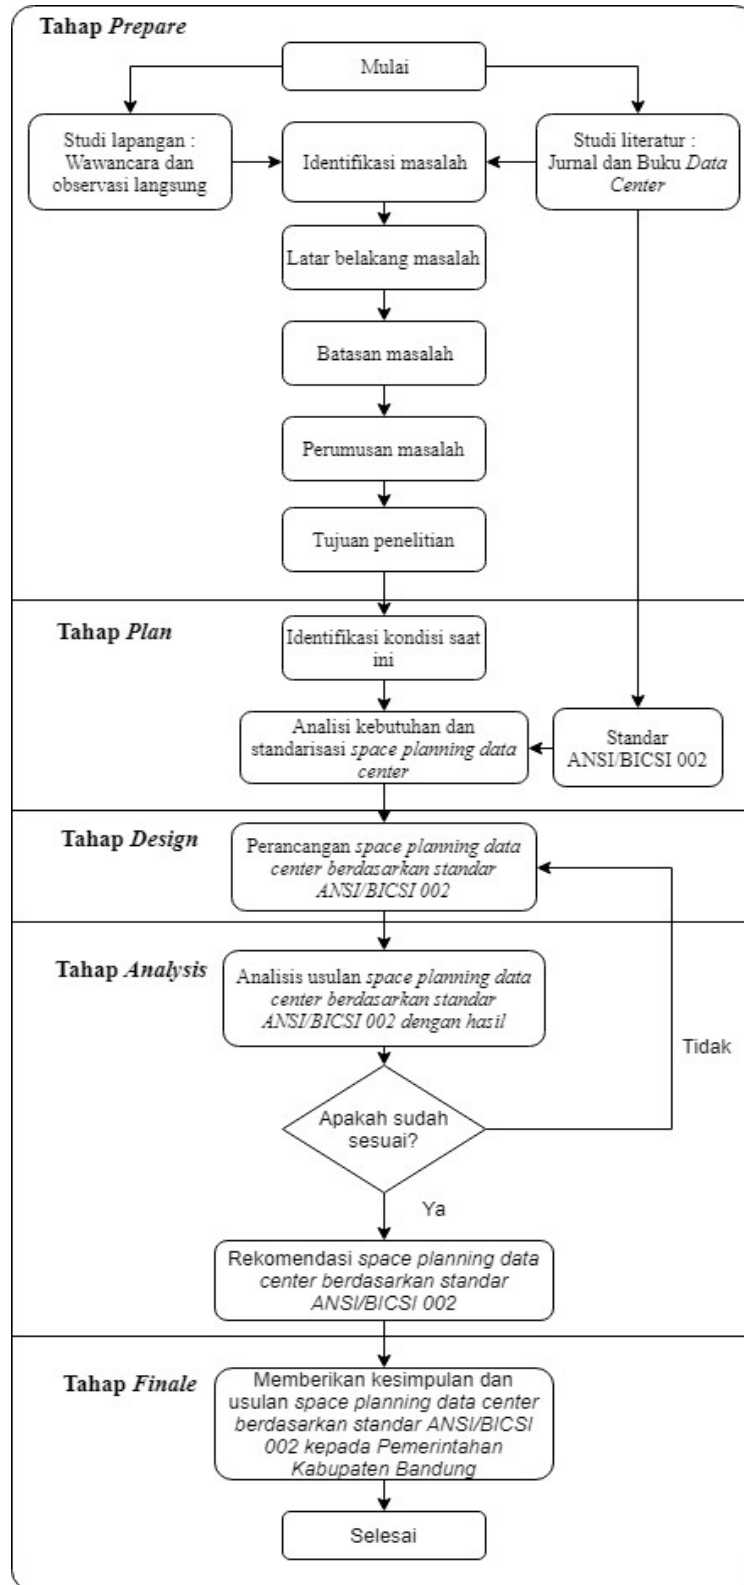 Tahap Prepare
Mulai
Studi lapangan :
Wawancara dan
observasi langsung
Identifikasi masalah
Studi literatur :
Jurnal dan Buku Data
Center
Latar belakang masalah
Batasan masalah
Perumusan masalah
Tujuan penelitian
Tahap Plan
Identifikasi kondisi saat
ini
Analisi kebutuhan dan
standarisasi space planning data
center
Standar
ANSI/BICSI 002
Tahap Design
Perancangan space planning data
center berdasarkan standar
ANSI/BICSI 002
Tahap Analysis
Analisis usulan space planning data
center berdasarkan standar
ANSI/BICSI 002 dengan hasil
Tidak
Apakah sudah
sesuai?
Ya
Rekomendasi space planning data
center berdasarkan standar
ANSI/BICSI 002
Tahap Finale
Memberikan kesimpulan dan
usulan space planning data center
berdasarkan standar ANSI/BICSI
002 kepada Pemerintahan
Kabupaten Bandung
Selesai